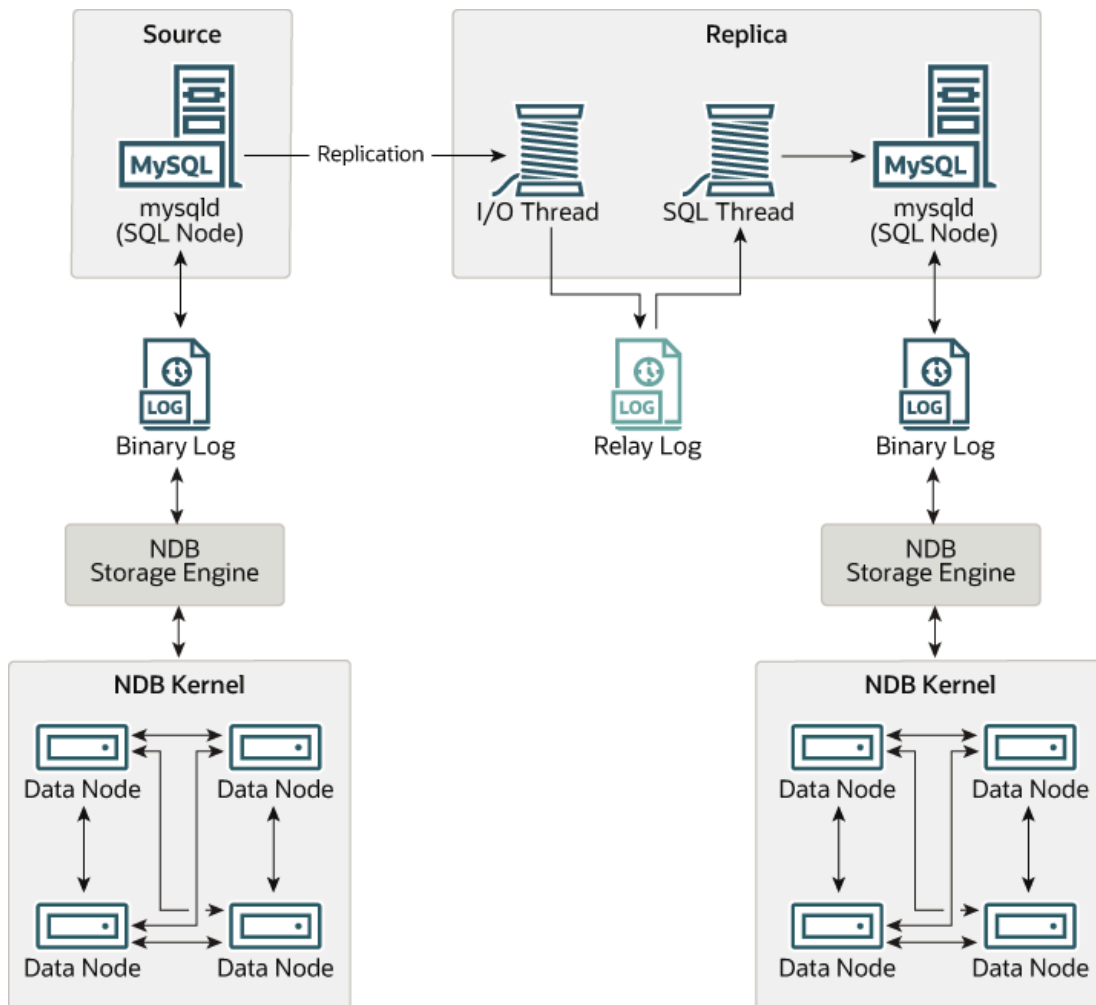 Source
Replica
MySQL
Replication
MySQL
mysqld
(SQL Node)
I/O Thread
SQL Thread
mysqld
(SQL Node)
LOG
Binary Log
LOG
Relay Log
LOG
Binary Log
NDB
Storage Engine
NDB
Storage Engine
NDB Kernel
Data Node
Data Node
Data Node
Data Node
NDB Kernel
Data Node
Data Node
Data Node
Data Node